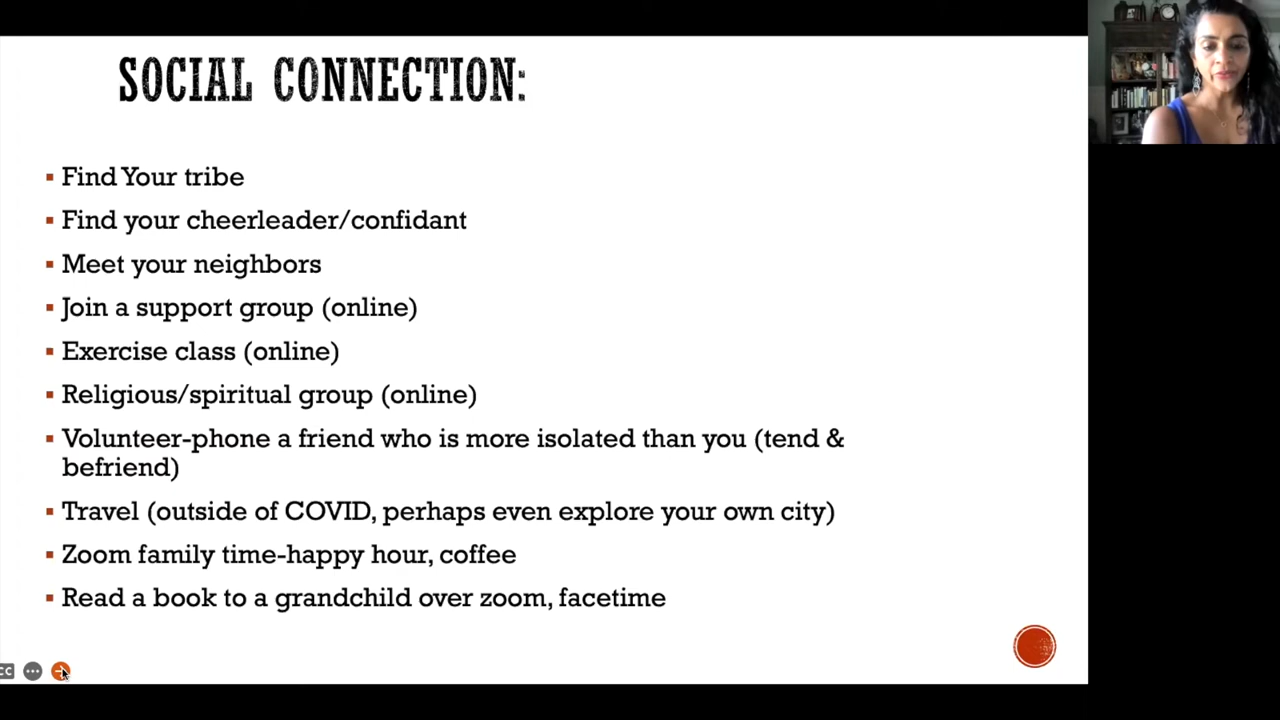 SOCIAL CONNECTION:
Find Your tribe
Find your cheerleader/confidant
Meet your neighbors
Join a support group (online)
Exercise class (online)
Religious/spiritual group (online)
Volunteer-phone a friend who is more isolated than you (tend &
befriend)
Travel (outside of COVID, perhaps even explore your own city)
Zoom family time-happy hour, coffee
Read a book to a grandchild over zoom, facetime
CC